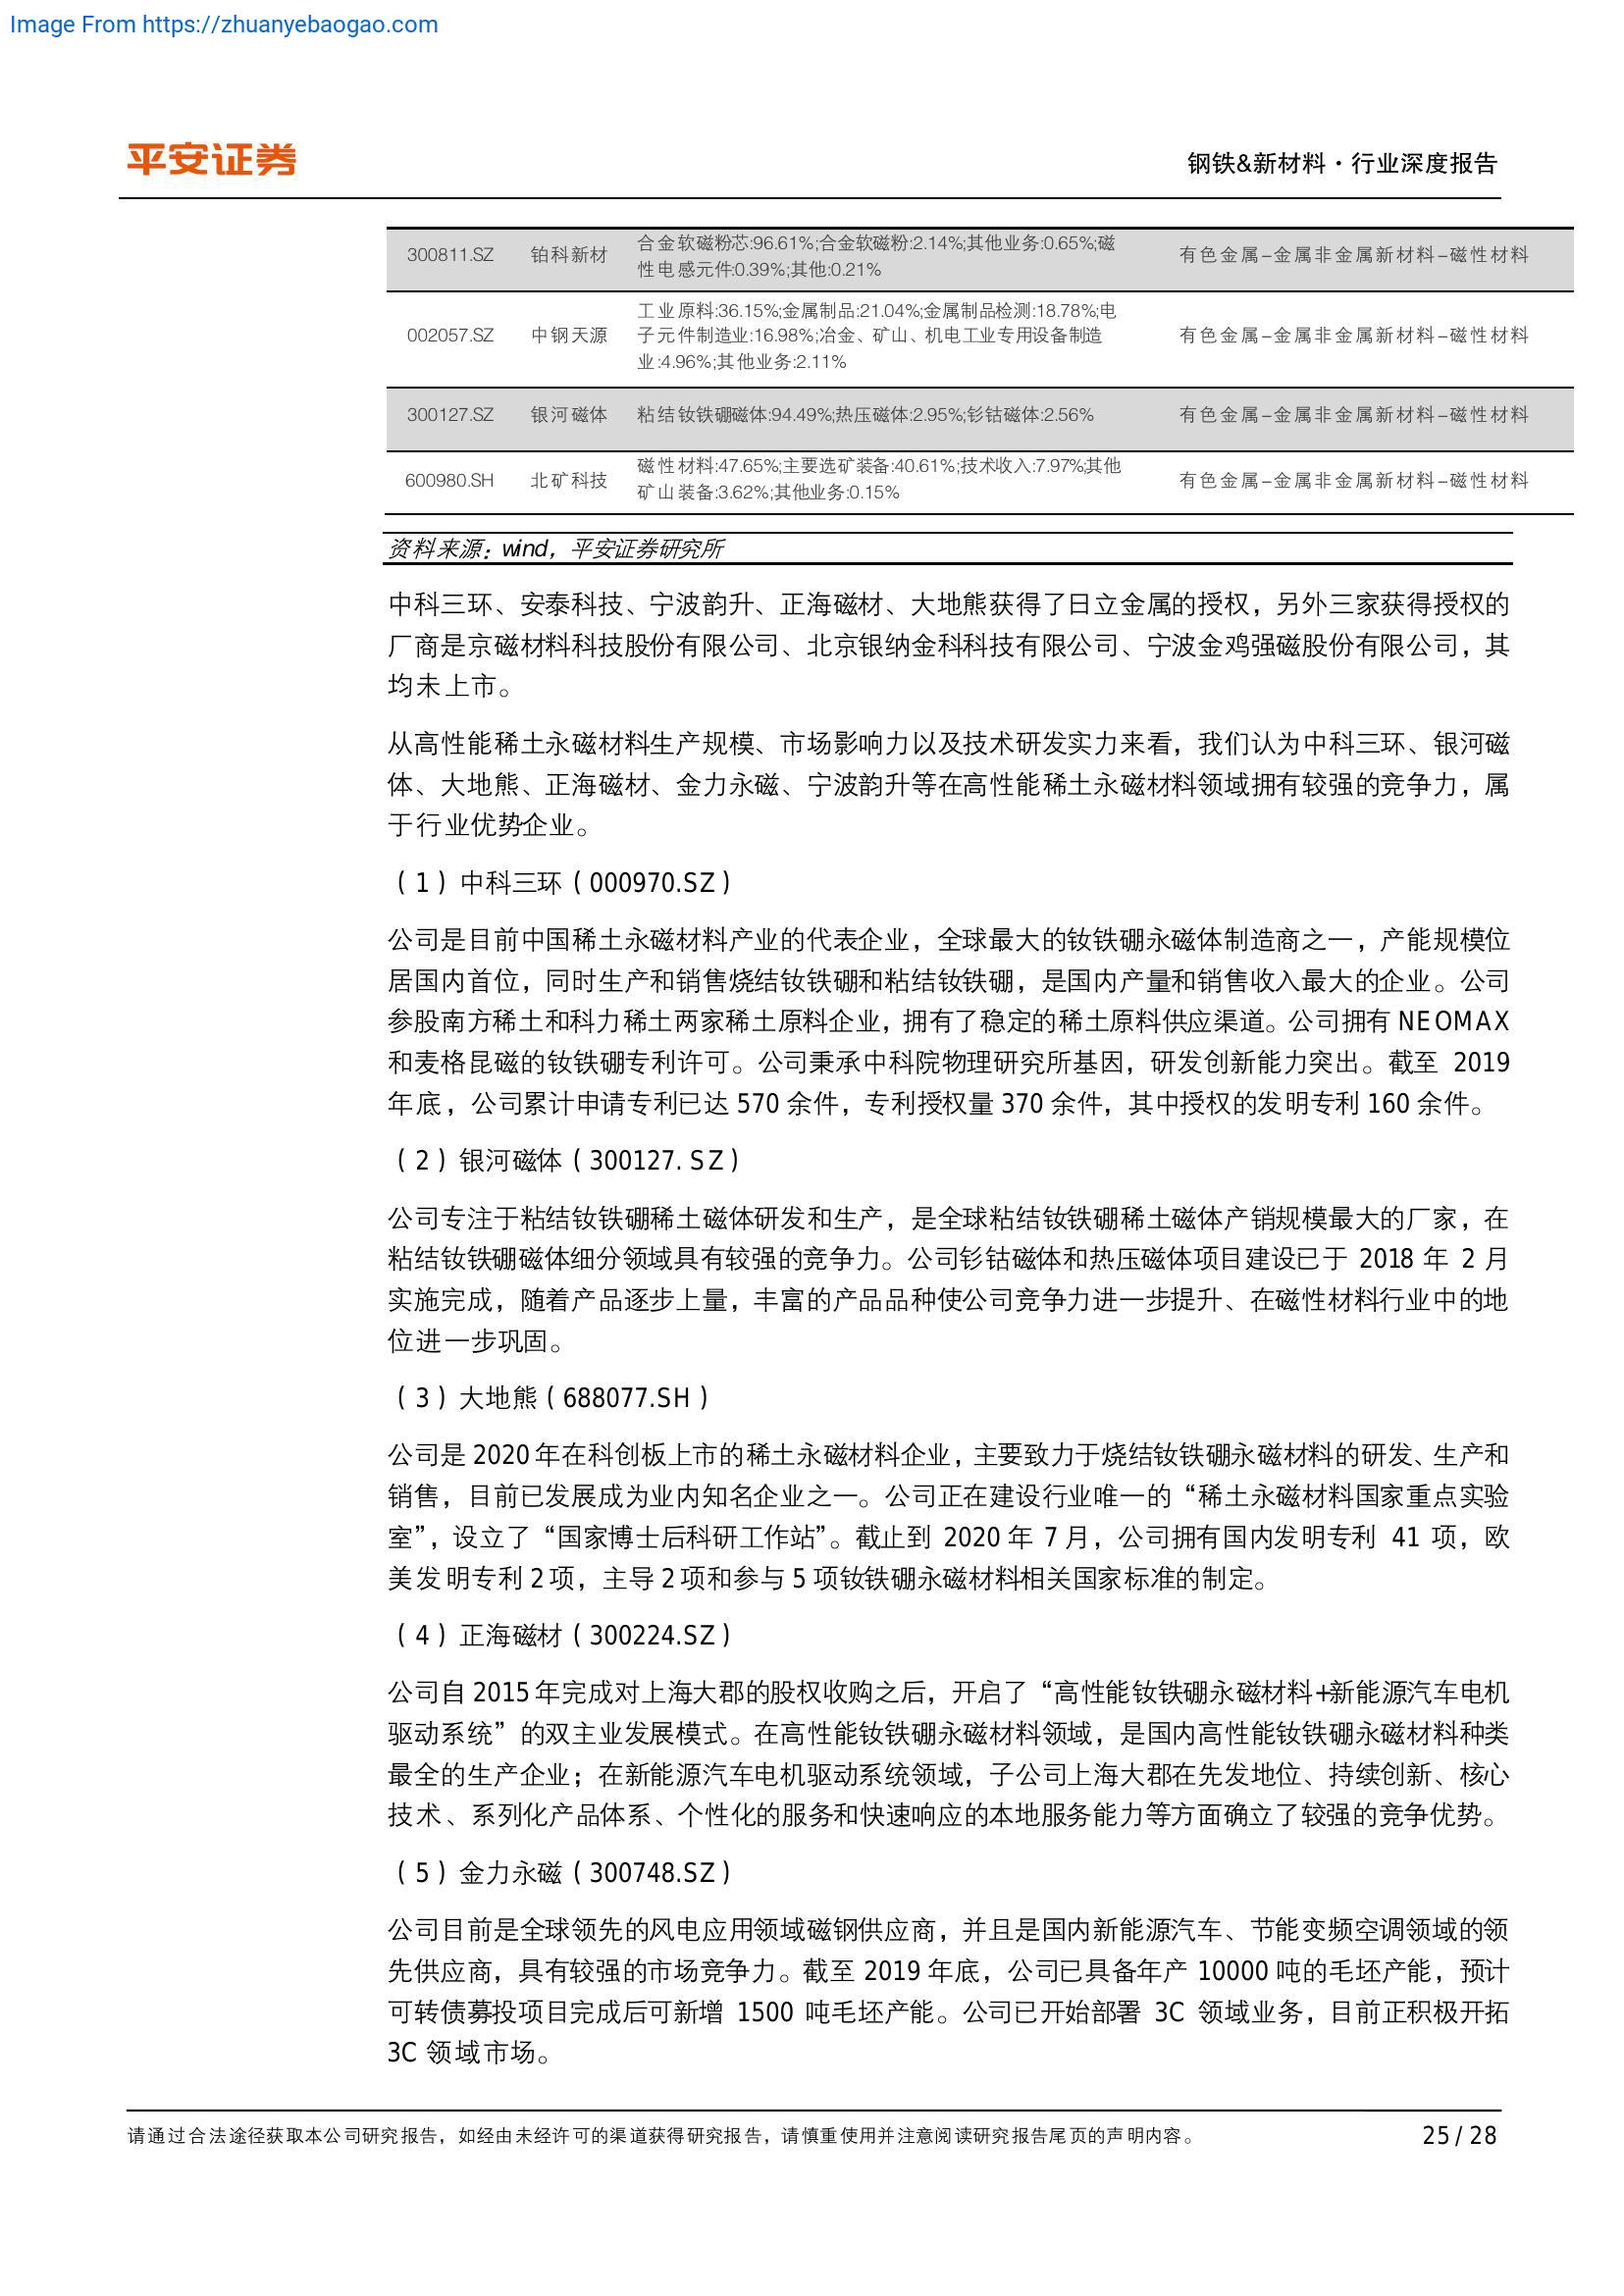 Image From https://zhuanyebaogao.com
平安证券
钢铁&新材料·行业深度报告
300811.SZ 铂科新材 合金软磁粉芯:96.61%;合金软磁粉:2.14%;其他业务:0.65%;磁 有色金属–金属非金属新材料–磁性材料
性电感元件:0.39%;其他:0.21%
工业原料:36.15%;金属制品:21.04%;金属制品检测:18.78%;电
002057.SZ 中钢天源 子元件制造业:16.98%;冶金、矿山、机电工业专用设备制造 有色金属–金属非金属新材料–磁性材料
业:4.96%;其他业务:2.11%
300127.SZ 银河磁体 粘结钕铁硼磁体:94.49%;热压磁体:2.95%;钐钴磁体:2.56% 有色金属–金属非金属新材料–磁性材料
磁性材料:47.65%;主要选矿装备:40.61%;技术收入:7.97%;其他
600980.SH 北矿科技 矿山装备:3.62%;其他业务:0.15% 有色金属–金属非金属新材料–磁性材料
资料来源：wind，平安证券研究所
中科三环、安泰科技、宁波韵升、正海磁材、大地熊获得了日立金属的授权，另外三家获得授权的
厂商是京磁材料科技股份有限公司、北京银纳金科科技有限公司、宁波金鸡强磁股份有限公司，其
均未上市。
从高性能稀土永磁材料生产规模、市场影响力以及技术研发实力来看，我们认为中科三环、银河磁
体、大地熊、正海磁材、金力永磁、宁波韵升等在高性能稀土永磁材料领域拥有较强的竞争力，属
于行业优势企业。
（1）中科三环（000970.SZ）
公司是目前中国稀土永磁材料产业的代表企业，全球最大的钕铁硼永磁体制造商之一，产能规模位
居国内首位，同时生产和销售烧结钕铁硼和粘结钕铁硼，是国内产量和销售收入最大的企业。公司
参股南方稀土和科力稀土两家稀土原料企业，拥有了稳定的稀土原料供应渠道。公司拥有 NEOMAX
和麦格昆磁的钕铁硼专利许可。公司秉承中科院物理研究所基因，研发创新能力突出。截至 2019
年底，公司累计申请专利已达 570 余件，专利授权量 370 余件，其中授权的发明专利 160 余件。
（2）银河磁体（300127. SZ）
公司专注于粘结钕铁硼稀土磁体研发和生产，是全球粘结钕铁硼稀土磁体产销规模最大的厂家，在
粘结钕铁硼磁体细分领域具有较强的竞争力。公司钐钴磁体和热压磁体项目建设已于 2018 年 2 月
实施完成，随着产品逐步上量，丰富的产品品种使公司竞争力进一步提升、在磁性材料行业中的地
位进一步巩固。
（3）大地熊（688077.SH）
公司是 2020 年在科创板上市的稀土永磁材料企业，主要致力于烧结钕铁硼永磁材料的研发、生产和
销售，目前已发展成为业内知名企业之一。公司正在建设行业唯一的“稀土永磁材料国家重点实验
室”，设立了“国家博士后科研工作站”。截止到 2020 年 7 月，公司拥有国内发明专利 41 项，欧
美发明专利 2 项，主导 2 项和参与 5 项钕铁硼永磁材料相关国家标准的制定。
（4）正海磁材（300224.SZ）
公司自 2015 年完成对上海大郡的股权收购之后，开启了“高性能钕铁硼永磁材料+新能源汽车电机
驱动系统”的双主业发展模式。在高性能钕铁硼永磁材料领域，是国内高性能钕铁硼永磁材料种类
最全的生产企业；在新能源汽车电机驱动系统领域，子公司上海大郡在先发地位、持续创新、核心
技术、系列化产品体系、个性化的服务和快速响应的本地服务能力等方面确立了较强的竞争优势。
（5）金力永磁（300748.SZ）
公司目前是全球领先的风电应用领域磁钢供应商，并且是国内新能源汽车、节能变频空调领域的领
先供应商，具有较强的市场竞争力。截至 2019 年底，公司已具备年产 10000 吨的毛坯产能，预计
可转债募投项目完成后可新增 1500 吨毛坯产能。公司已开始部署 3C 领域业务，目前正积极开拓
3C 领域市场。
请通过合法途径获取本公司研究报告，如经由未经许可的渠道获得研究报告，请慎重使用并注意阅读研究报告尾页的声明内容。
25 / 28